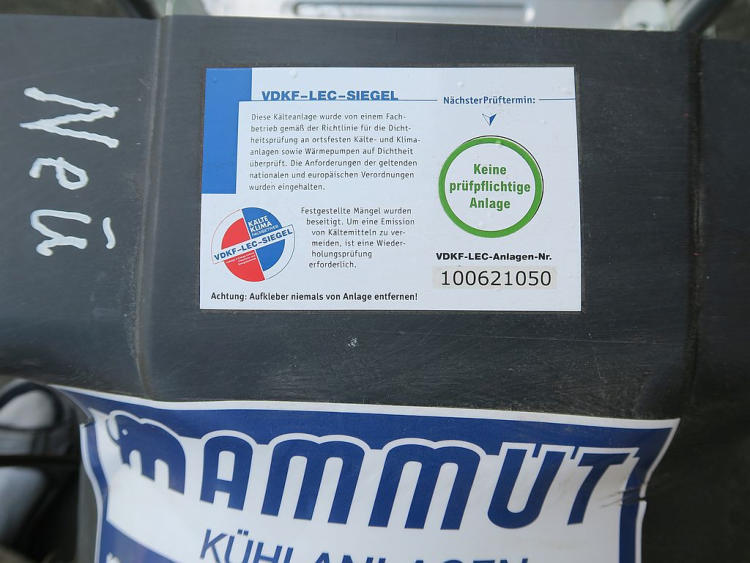 Neu
VDKF-LEC-SIEGEL
Diese Kälteanlage wurde von einem Fach-
betrieb gemäß der Richtlinie für die Dicht-
heitsprüfung an ortsfesten Kälte- und Klima-
anlagen sowie Wärmepumpen auf Dichtheit
überprüft. Die Anforderungen der geltenden
nationalen und europäischen Verordnungen
wurden eingehalten.
NächsterPrüftermin:
Keine
prüfpflichtige
Anlage
KÄLTE
KLIMA
VDKF-LEC-SIEGEL
Festgestellte Mängel wurden
beseitigt. Um eine Emission
von Kältemitteln zu ver-
meiden, ist eine Wieder-
holungsprüfung
erforderlich.
VDKF-LEC-Anlagen-Nr.
100621050
Achtung: Aufkleber niemals von Anlage entfernen!
MAMMUT
KÜHLANLAGEN